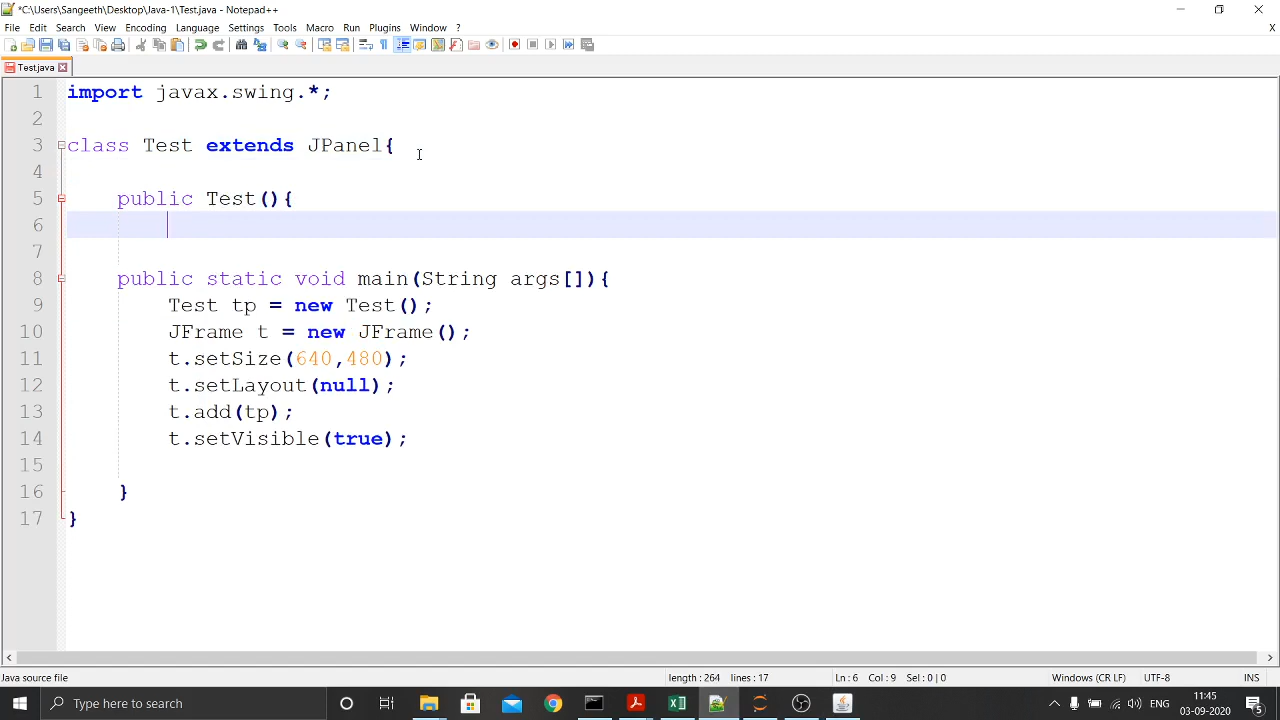 *C:\Users\Sangeeth\Desktop\Java-1\Test.java - Notepad++
File Edit Search View Encoding Language Settings Tools Macro Run Plugins Window ? X
Test.java
1 import javax.swing.*;
2
3 class Test extends JPanel{
4
5 public Test(){
6
7
8 public static void main(String args[]){
9 Test tp = new Test();
10 JFrame t = new JFrame();
11 t.setSize(640,480);
12 t.setLayout(null);
13 t.add(tp);
14 t.setVisible(true);
15
16 }
17 }
Java source file length : 264 lines : 17 Ln : 6 Col : 9 Sel : 0 | 0 Windows (CR LF) UTF-8 INS
Type here to search ENG 11:45 03-09-2020 5